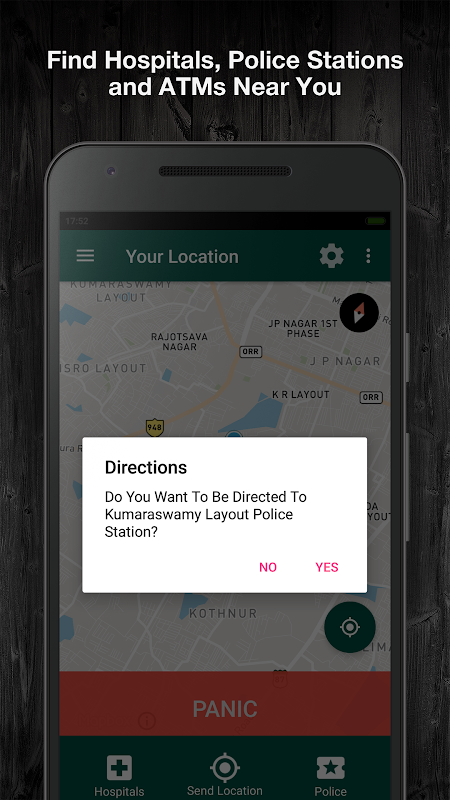 Find Hospitals, Police Stations
and ATMs Near You
17:52
Your Location
KUMARASWAMY
LAYOUT
RAJOTSAVA
NAGAR
JP NAGAR 1ST
PHASE
ORR
J P NAGAR
ISRO LAYOUT
K R LAYOUT
ORR
948
Directions
Do You Want To Be Directed To
Kumaraswamy Layout Police
Station?
NO
YES
KOTHNUR
PANIC
Hospitals
Send Location
Police